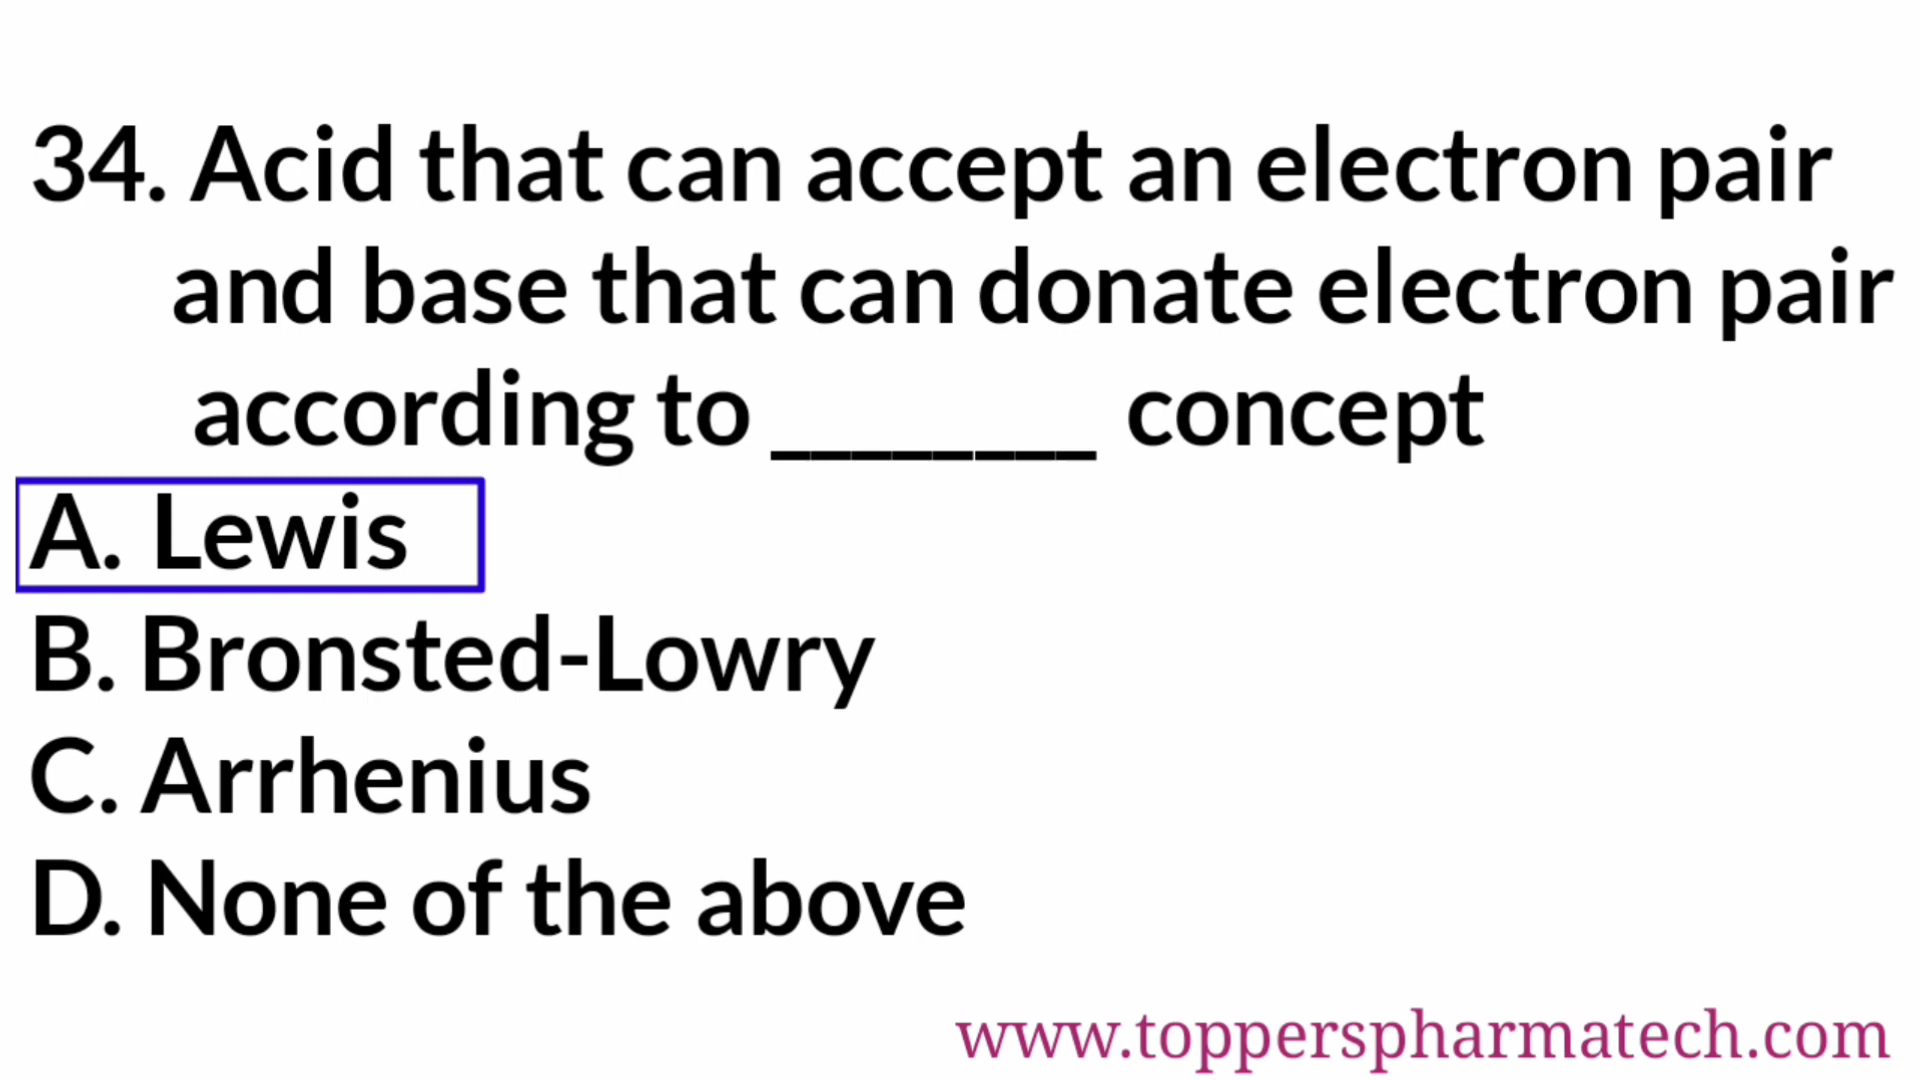 34. Acid that can accept an electron pair
and base that can donate electron pair
according to ________ concept
A. Lewis
B. Bronsted-Lowry
C. Arrhenius
D. None of the above
www.topperspharmatech.com